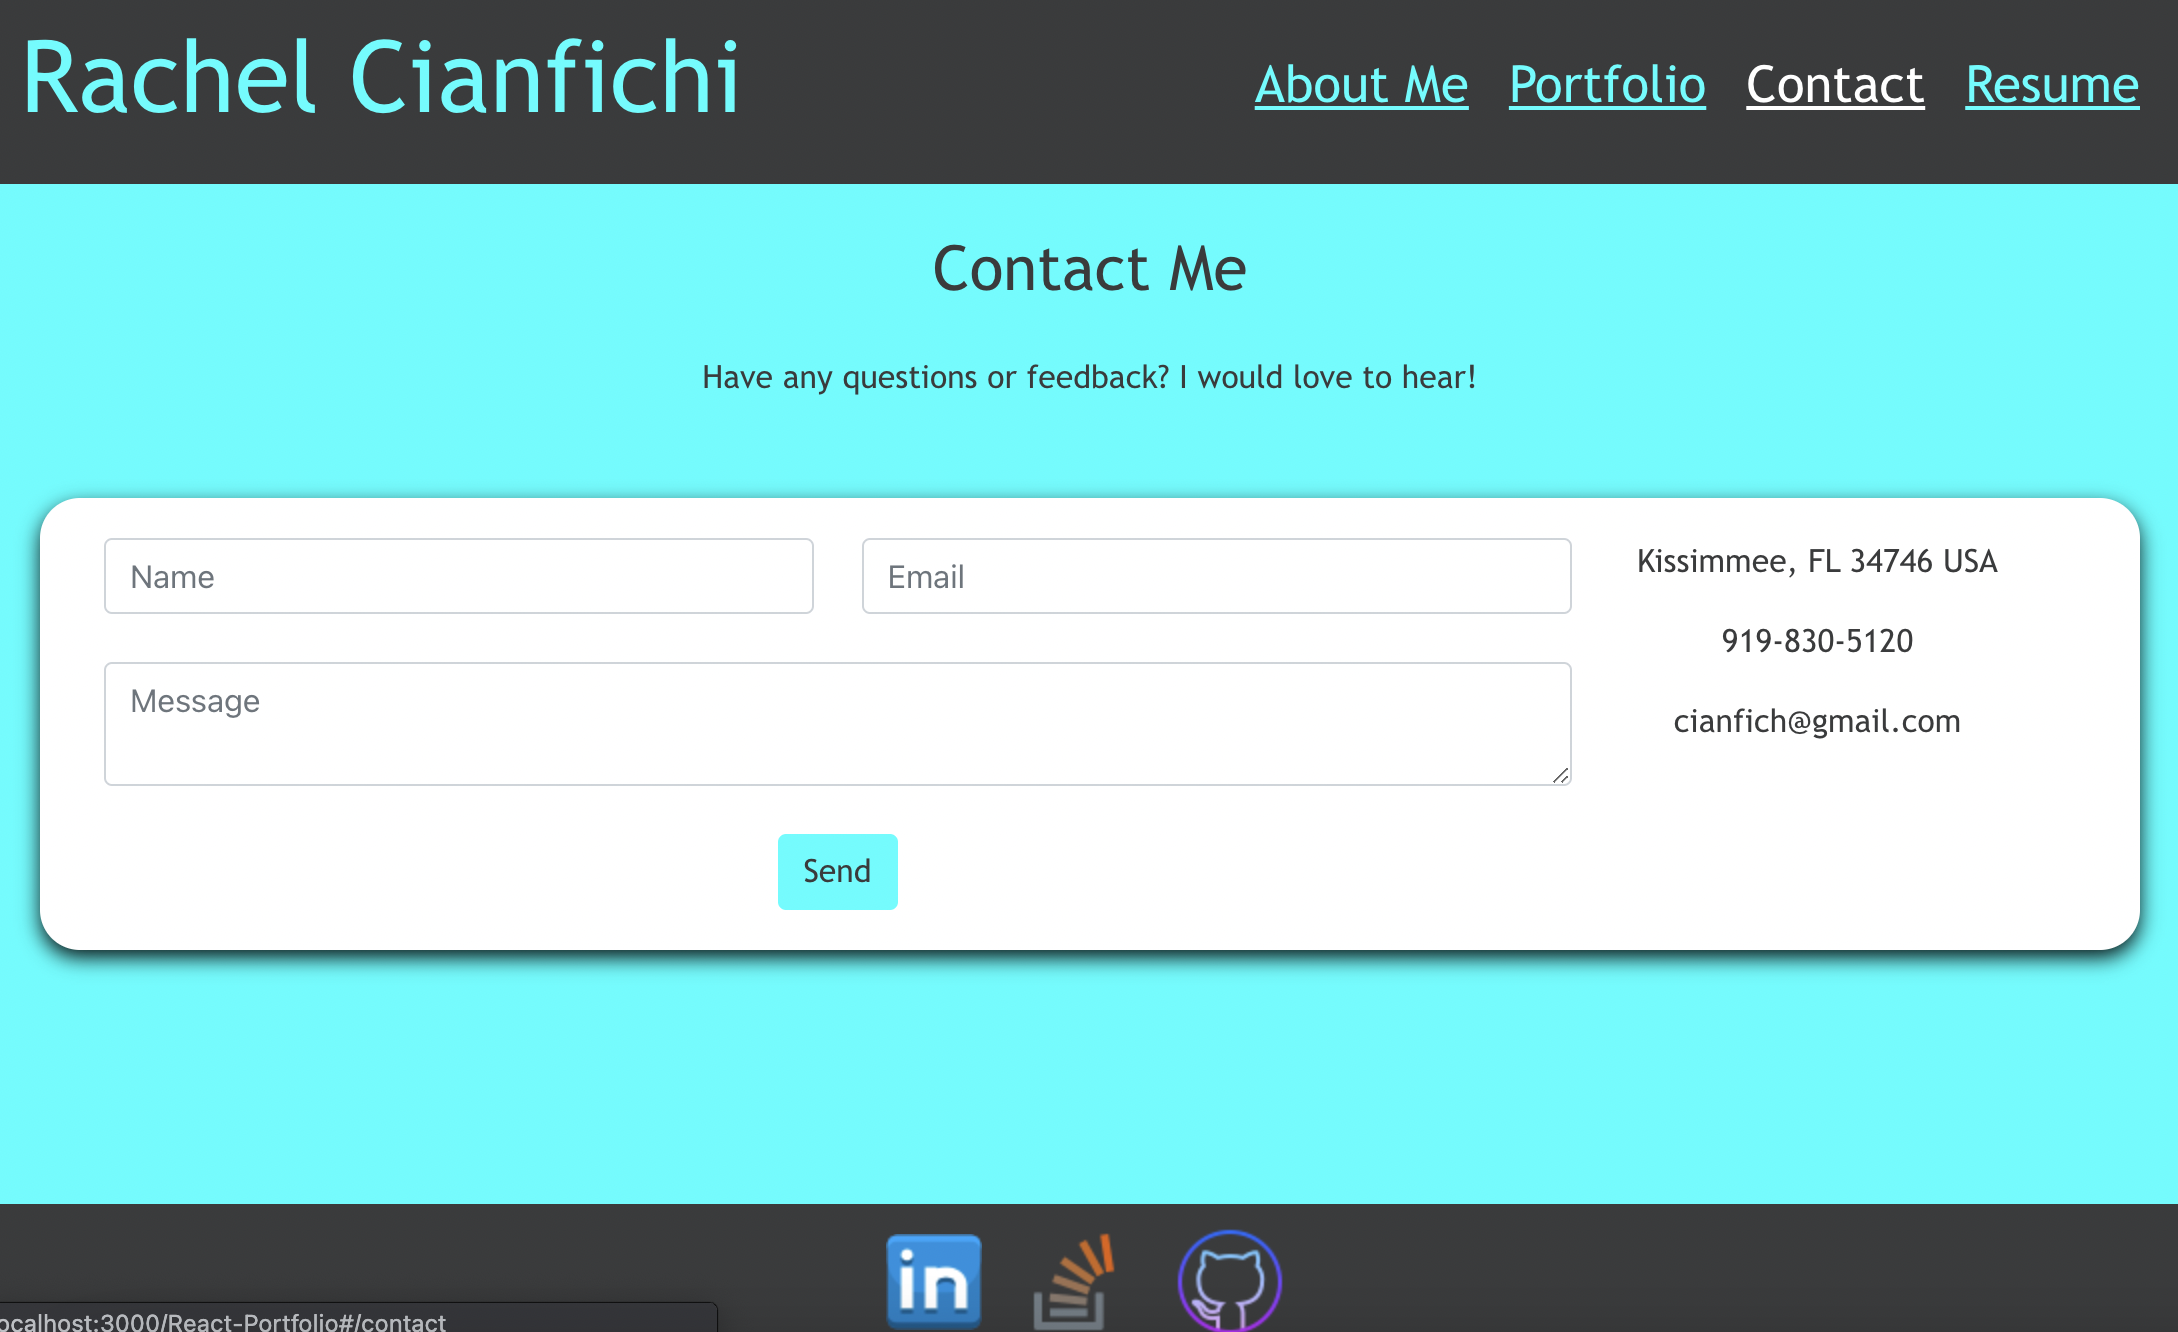 Rachel Cianfichi
About Me Portfolio Contact Resume
Contact Me
Have any questions or feedback? I would love to hear!
Name
Email
Message
Send
Kissimmee, FL 34746 USA
919-830-5120
cianfich@gmail.com
in
ocalhost:3000/React-Portfolio#/contact